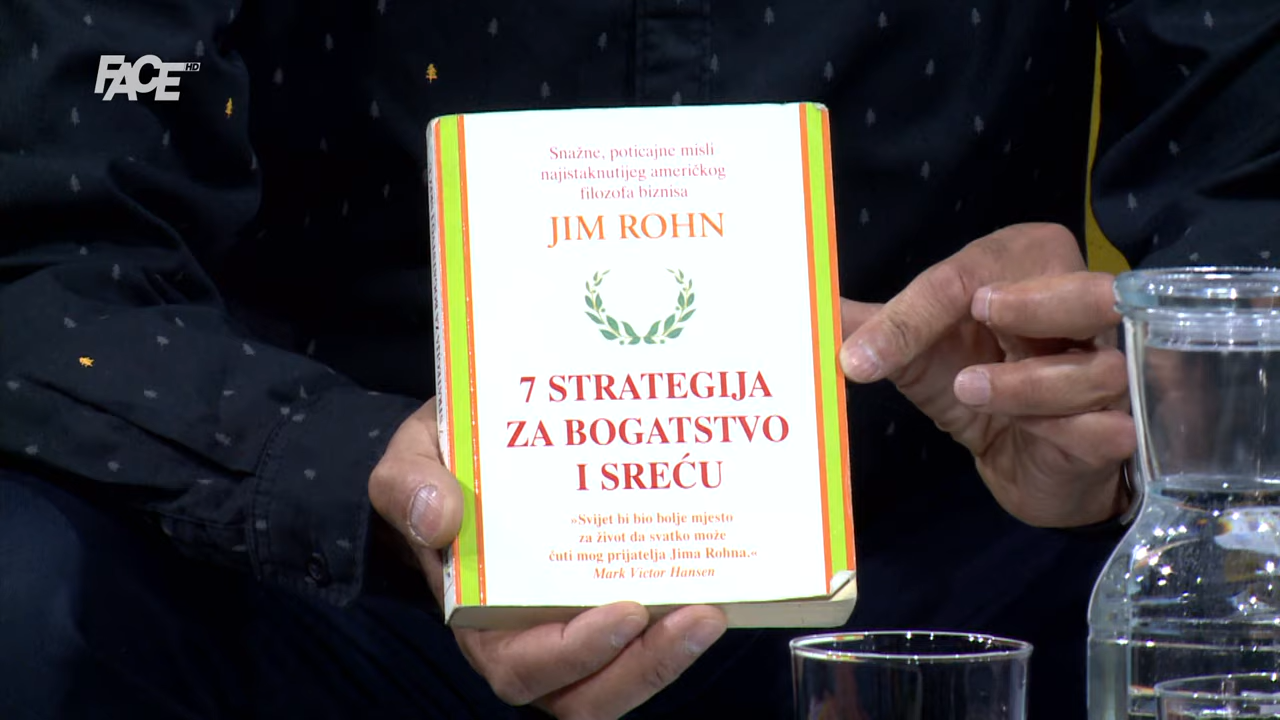 FACE HD
Snažne, poticajne misli
najistaknutijeg američkog
filozofa biznisa
JIM ROHN
7 STRATEGIJA
ZA BOGATSTVO
I SREĆU
»Svijet bi bio bolje mjesto
za život da svatko može
čuti mog prijatelja Jima Rohna.«
Mark Victor Hansen